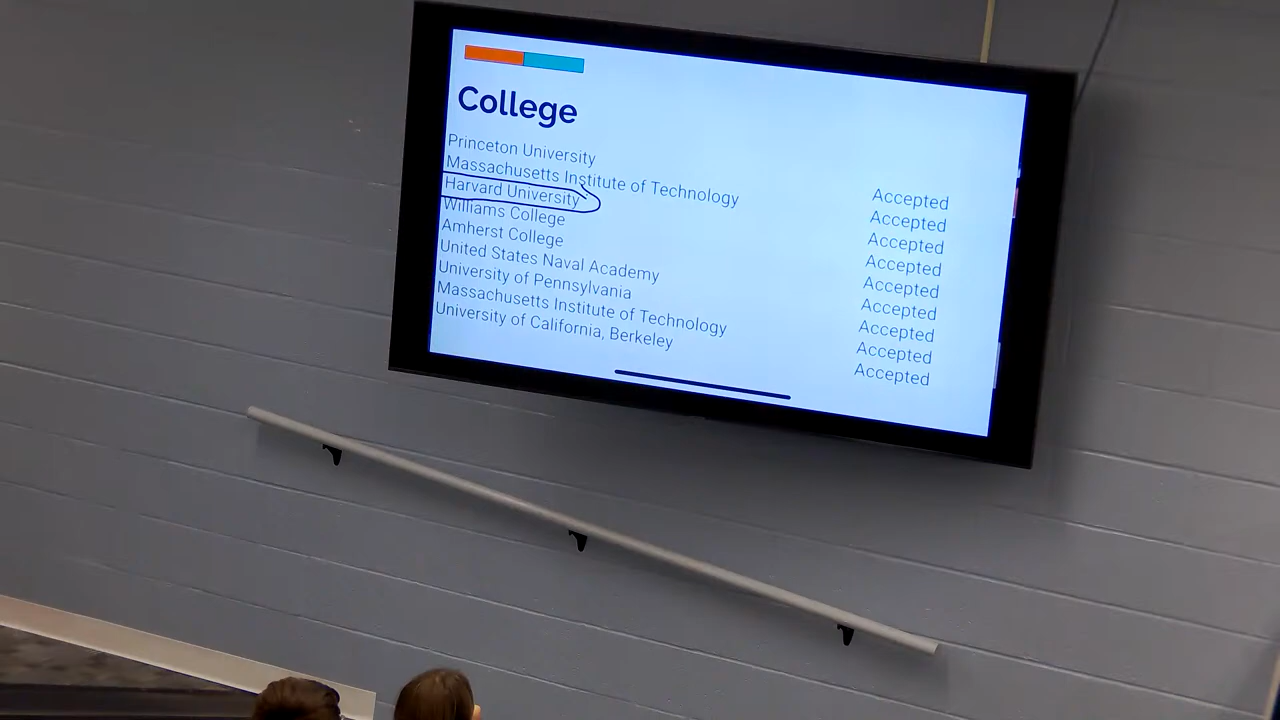 College
Princeton University Accepted
Massachusetts Institute of Technology Accepted
Harvard University Accepted
Williams College Accepted
Amherst College Accepted
United States Naval Academy Accepted
University of Pennsylvania Accepted
Massachusetts Institute of Technology Accepted
University of California, Berkeley Accepted